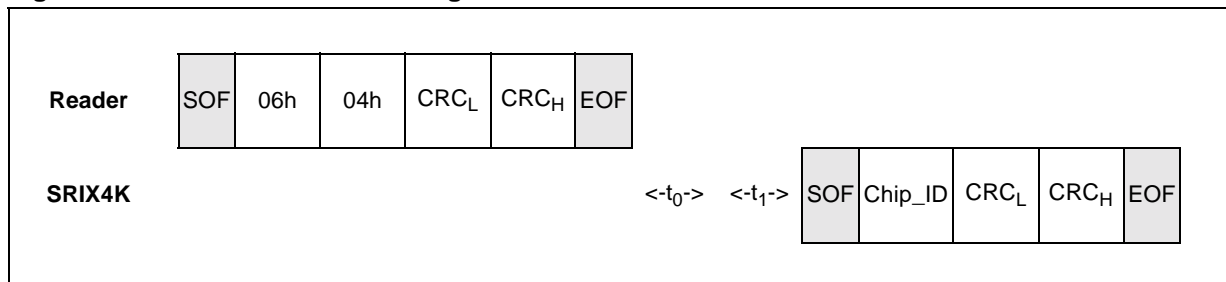 Reader SOF 06h 04h CRCL CRCH EOF
SRIX4K <-t0-> <-t1-> SOF Chip_ID CRCL CRCH EOF